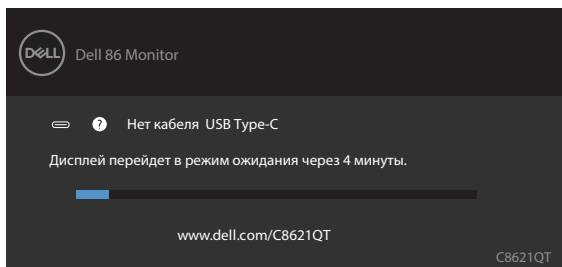 DELL
Dell 86 Monitor
? Нет кабеля USB Type-C
Дисплей перейдет в режим ожидания через 4 минуты.
www.dell.com/C8621QT
C8621QT